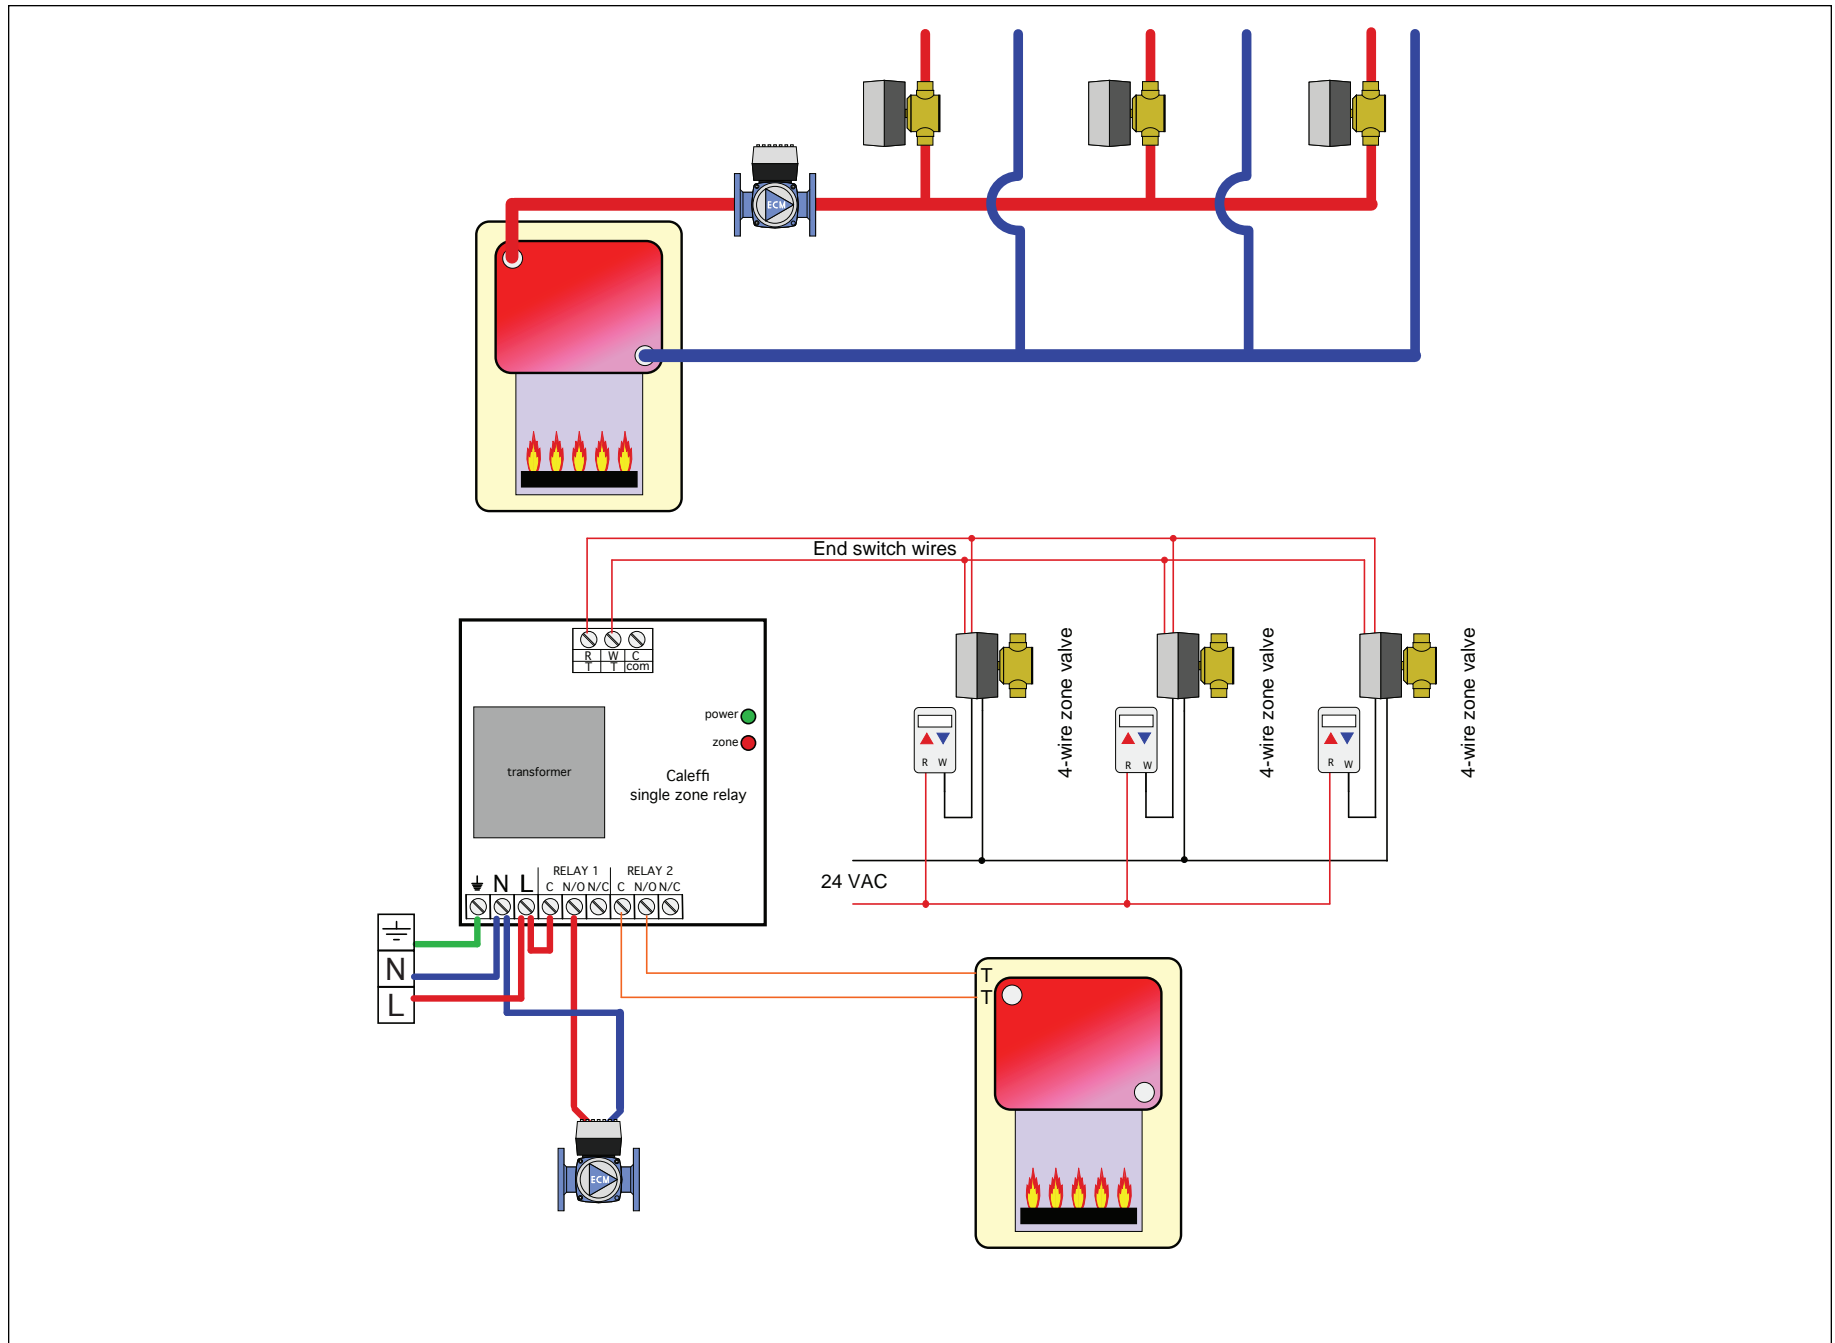 ECM
End switch wires
R W C
T T com
power
zone
transformer
Caleffi
single zone relay
RELAY 1 RELAY 2
N L C N/O N/C C N/O N/C
R W
4-wire zone valve
R W
4-wire zone valve
R W
4-wire zone valve
24 VAC
N
L
T
T
ECM